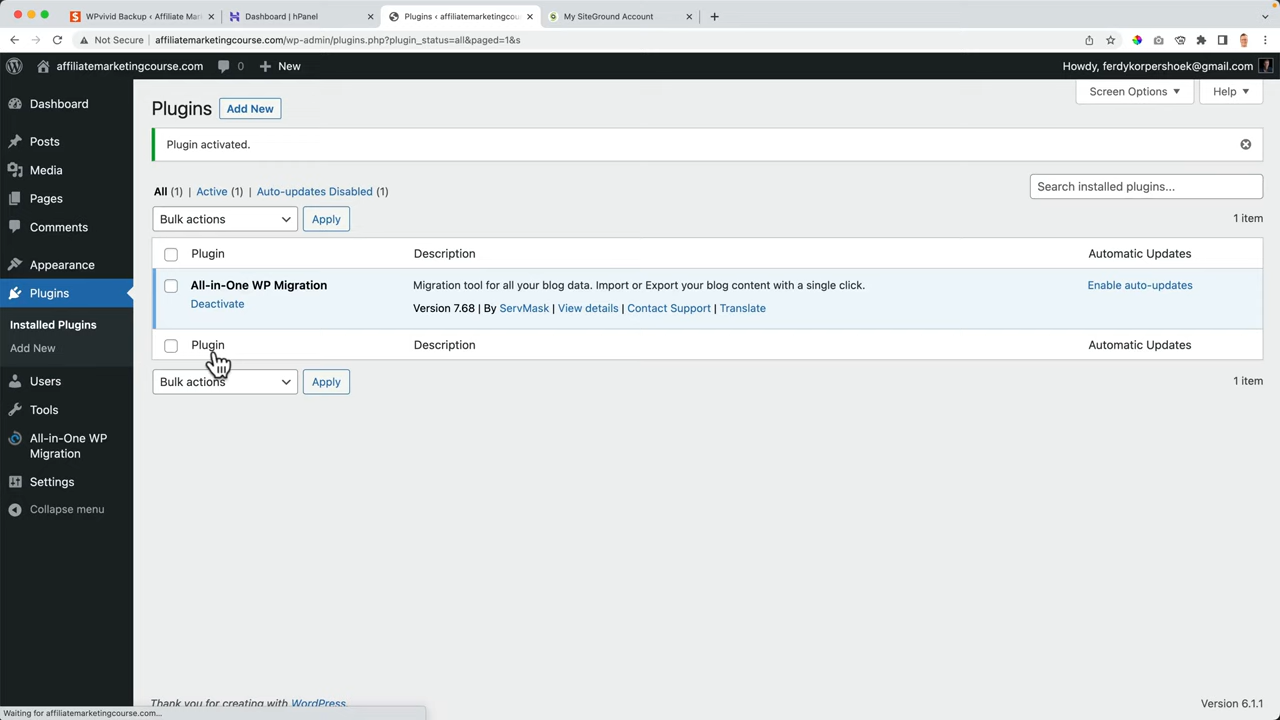 WPvivid Backup ‹ Affiliate Mar
Dashboard | hPanel
Plugins ‹ affiliatemarketingcou
My SiteGround Account
Not Secure
affiliatemarketingcourse.com/wp-admin/plugins.php?plugin_status=all&paged=1&s
affiliatemarketingcourse.com
0
New
Howdy, ferdykorpershoek@gmail.com
Dashboard
Posts
Media
Pages
Comments
Appearance
Plugins
Installed Plugins
Add New
Users
Tools
All-in-One WP
Migration
Settings
Collapse menu
Screen Options
Help
Plugins
Add New
Plugin activated.
All (1) | Active (1) | Auto-updates Disabled (1)
Search installed plugins...
Bulk actions
Apply
1 item
Plugin
Description
Automatic Updates
All-in-One WP Migration
Deactivate
Migration tool for all your blog data. Import or Export your blog content with a single click.
Version 7.68 | By ServMask | View details | Contact Support | Translate
Enable auto-updates
Plugin
Description
Automatic Updates
Bulk actions
Apply
1 item
Thank you for creating with WordPress.
Version 6.1.1
Waiting for affiliatemarketingcourse.com...